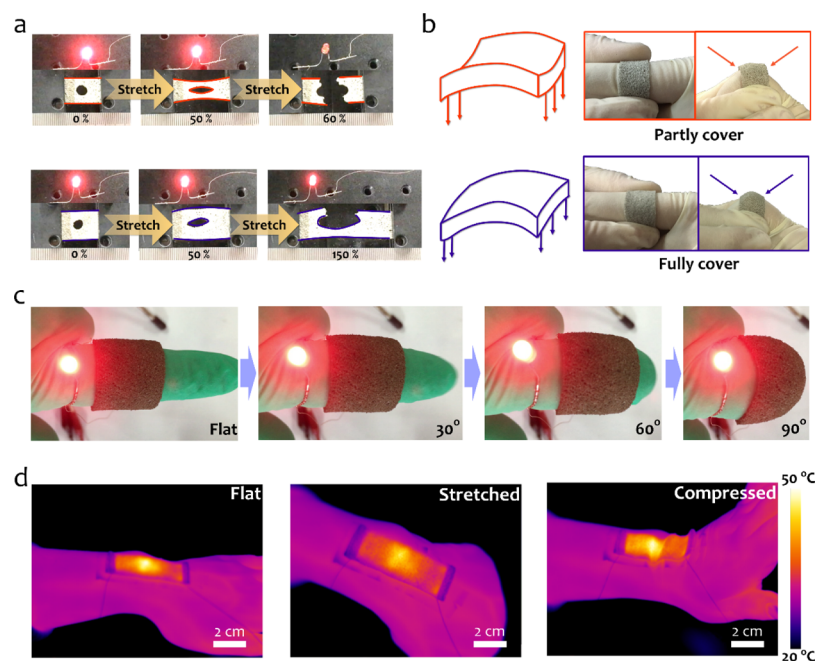 a
Stretch
Stretch
0 %
50 %
60 %
Stretch
Stretch
0 %
50 %
150 %
b
Partly cover
Fully cover
c
Flat
30°
60°
90°
d
Flat
Stretched
Compressed
50 °C
20 °C
2 cm
2 cm
2 cm